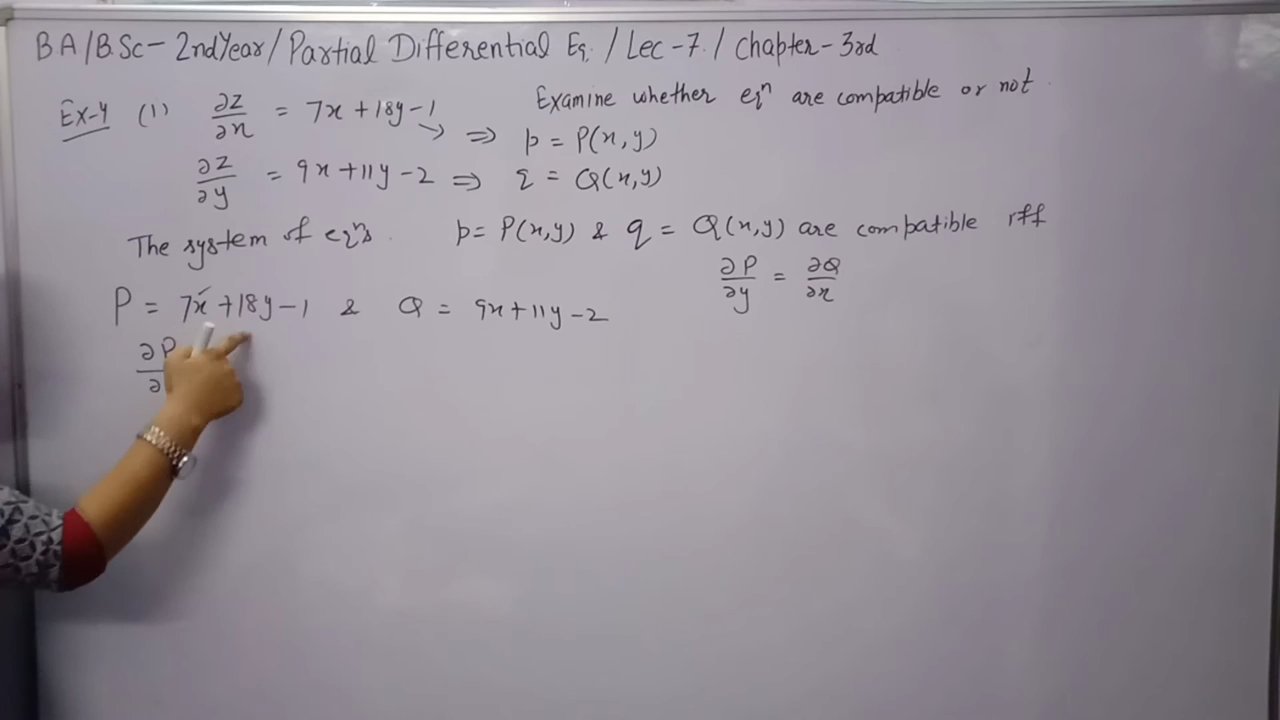 BA/BSc - 2nd Year / Partial Differential Eq. / Lec - 7. / Chapter - 3rd
Examine whether eqⁿ are compatible or not.
Ex-4 (1) ∂z/∂x = 7x + 18y - 1 ⇒ p = P(x,y)
∂z/∂y = 9x + 11y - 2 ⇒ q = Q(x,y)
The system of eqⁿs. p = P(x,y) & q = Q(x,y) are compatible iff
∂P/∂y = ∂Q/∂x
P = 7x + 18y - 1 & Q = 9x + 11y - 2
∂P
∂